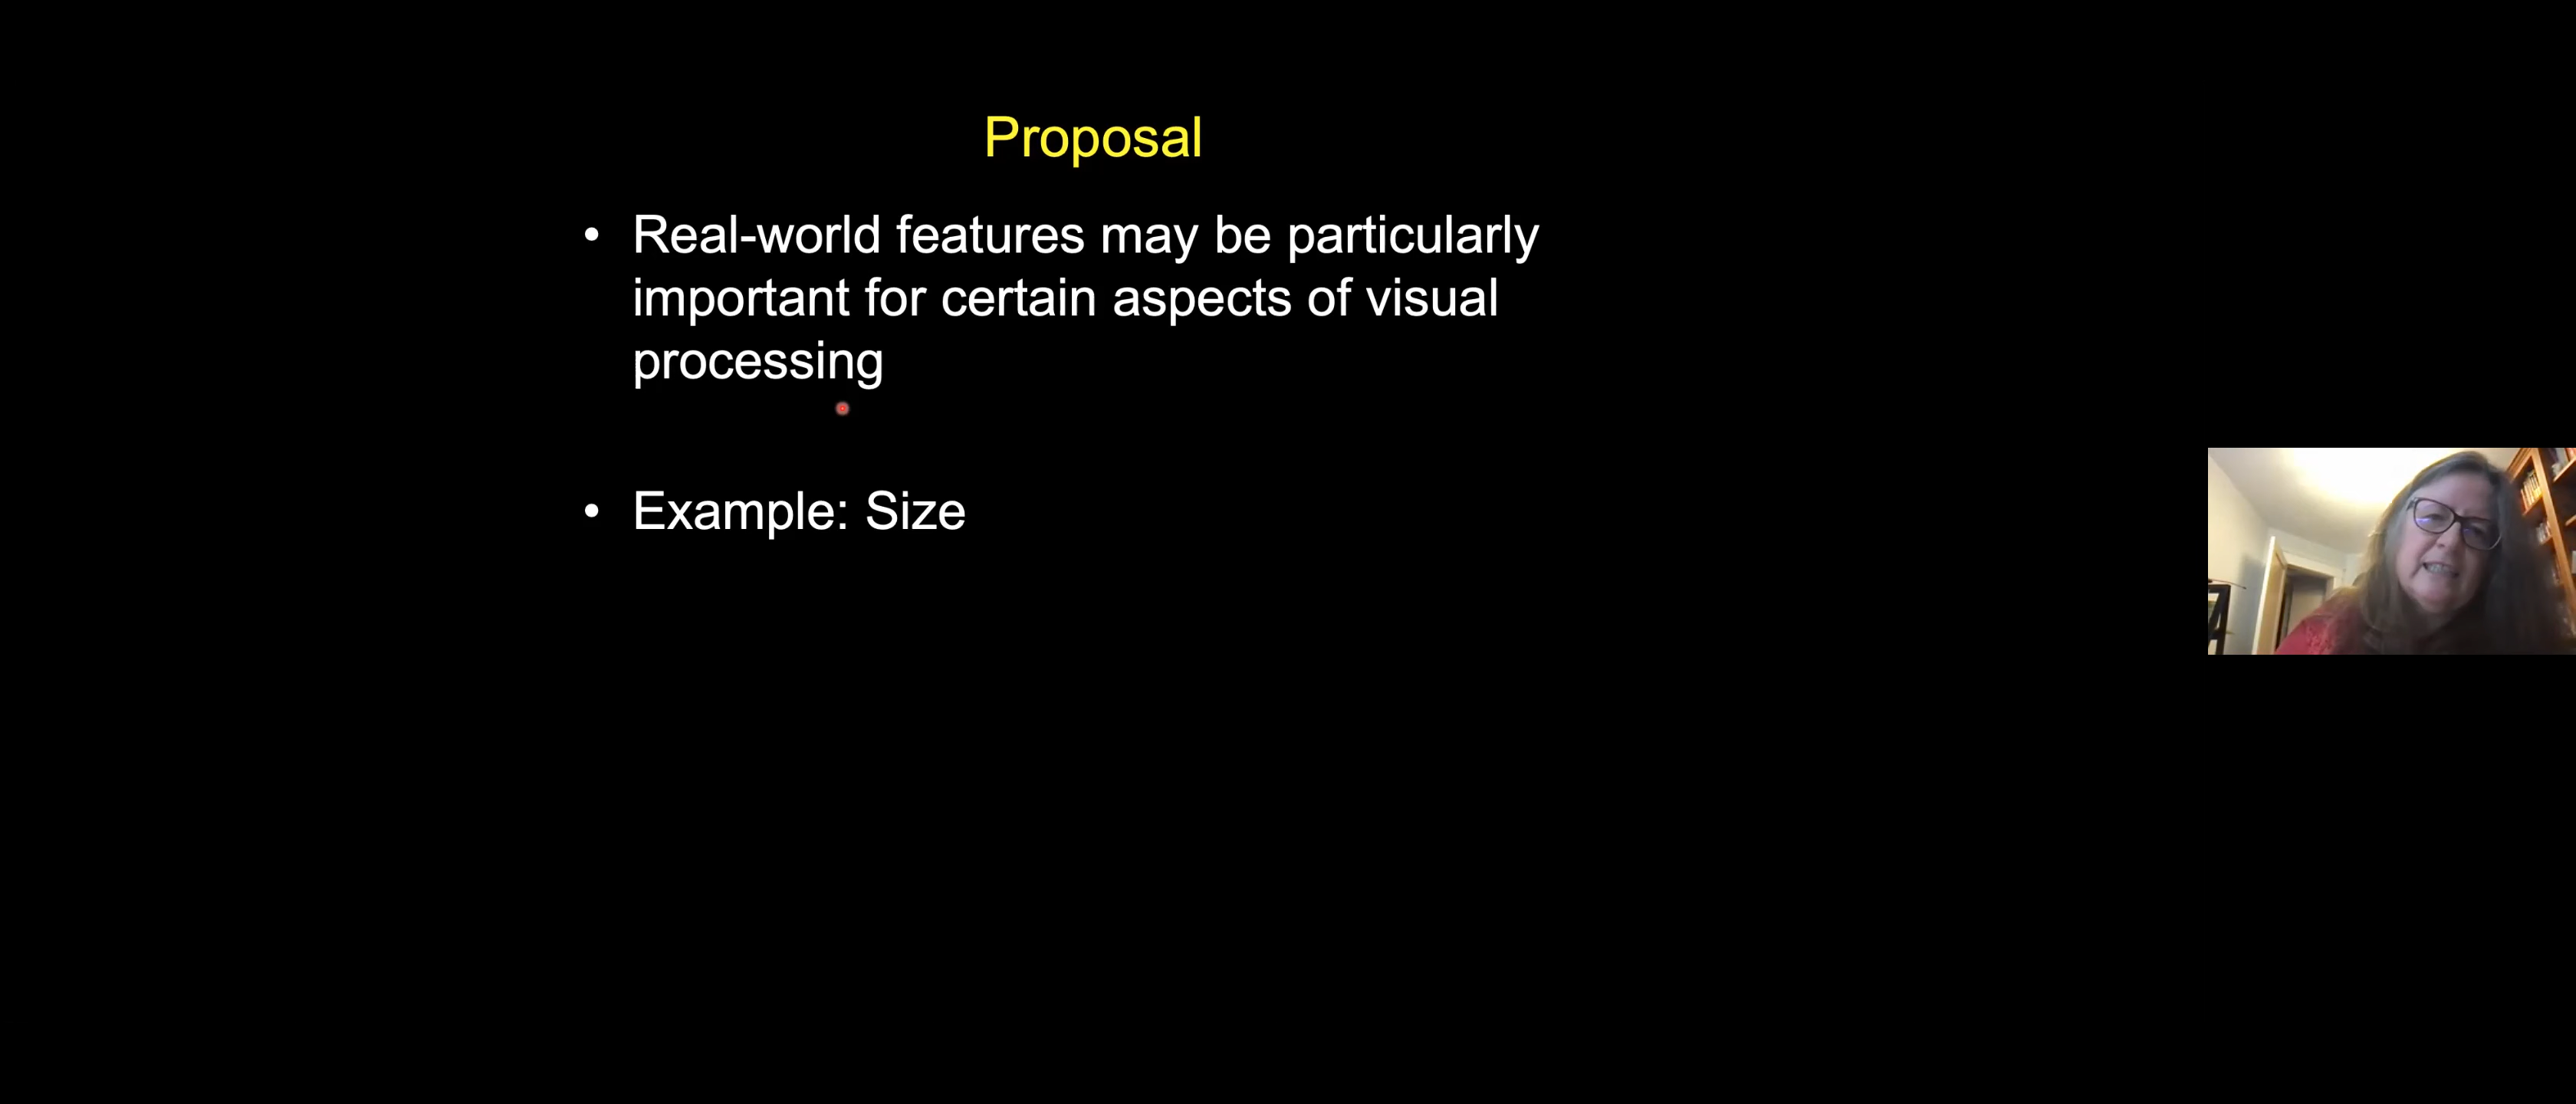 Proposal
• Real-world features may be particularly
important for certain aspects of visual
processing
• Example: Size